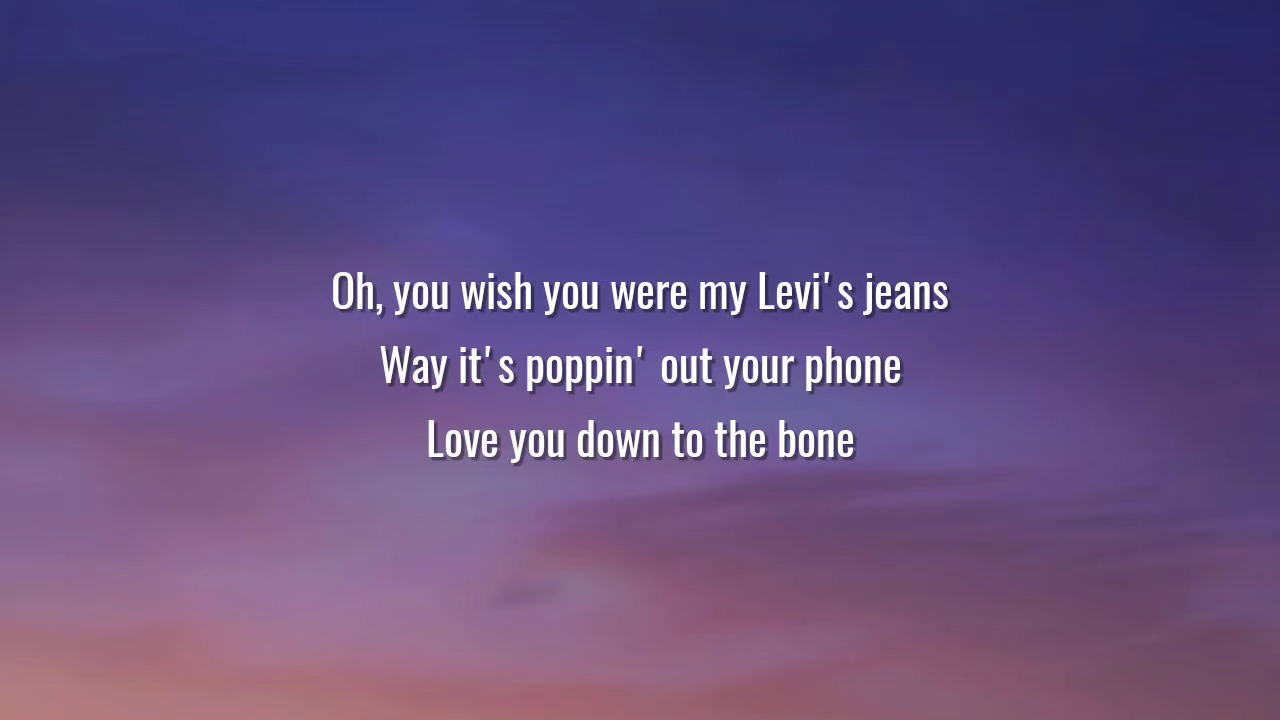 Oh, you wish you were my Levi's jeans
Way it's poppin' out your phone
Love you down to the bone